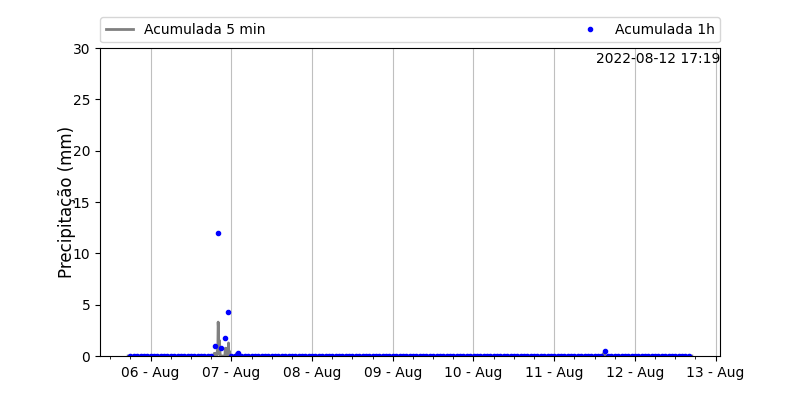 Acumulada 5 min
Acumulada 1h
2022-08-12 17:19
Precipitação (mm)
30
25
20
15
10
5
0
06 - Aug
07 - Aug
08 - Aug
09 - Aug
10 - Aug
11 - Aug
12 - Aug
13 - Aug